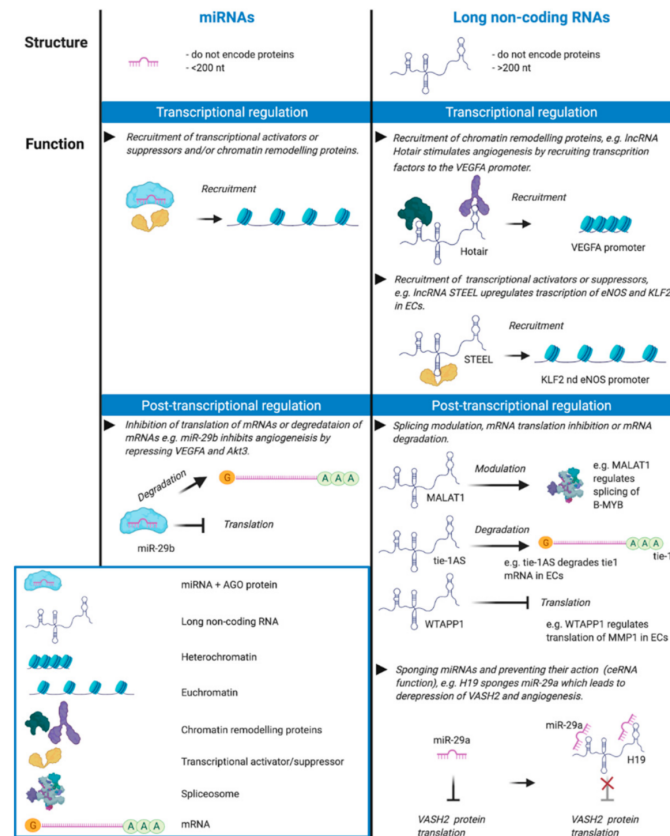 miRNAs
Long non-coding RNAs
Structure
- do not encode proteins
- <200 nt
- do not encode proteins
- >200 nt
Function
Transcriptional regulation
Recruitment of transcriptional activators or
suppressors and/or chromatin remodelling proteins.
Recruitment
Post-transcriptional regulation
Inhibition of translation of mRNAs or degredataion of
mRNAs e.g. miR-29b inhibits angiogeneisis by
repressing VEGFA and Akt3.
Degradation
G
A A A
Translation
miR-29b
Transcriptional regulation
Recruitment of chromatin remodelling proteins, e.g. lncRNA
Hotair stimulates angiogenesis by recruiting transcprition
factors to the VEGFA promoter.
Recruitment
Hotair
VEGFA promoter
Recruitment of transcriptional activators or suppressors,
e.g. lncRNA STEEL upregulates trascription of eNOS and KLF2
in ECs.
Recruitment
STEEL
KLF2 nd eNOS promoter
Post-transcriptional regulation
Splicing modulation, mRNA translation inhibition or mRNA
degradation.
Modulation
MALAT1
e.g. MALAT1
regulates
splicing of
B-MYB
Degradation
G
A A A
tie-1AS
tie-1
e.g. tie-1AS degrades tie1
mRNA in ECs
Translation
WTAPP1
e.g. WTAPP1 regulates
translation of MMP1 in ECs
Sponging miRNAs and preventing their action (ceRNA
function), e.g. H19 sponges miR-29a which leads to
derepression of VASH2 and angiogenesis.
miR-29a
miR-29a
H19
VASH2 protein
translation
VASH2 protein
translation
miRNA + AGO protein
Long non-coding RNA
Heterochromatin
Euchromatin
Chromatin remodelling proteins
Transcriptional activator/suppressor
Spliceosome
G
A A A
mRNA